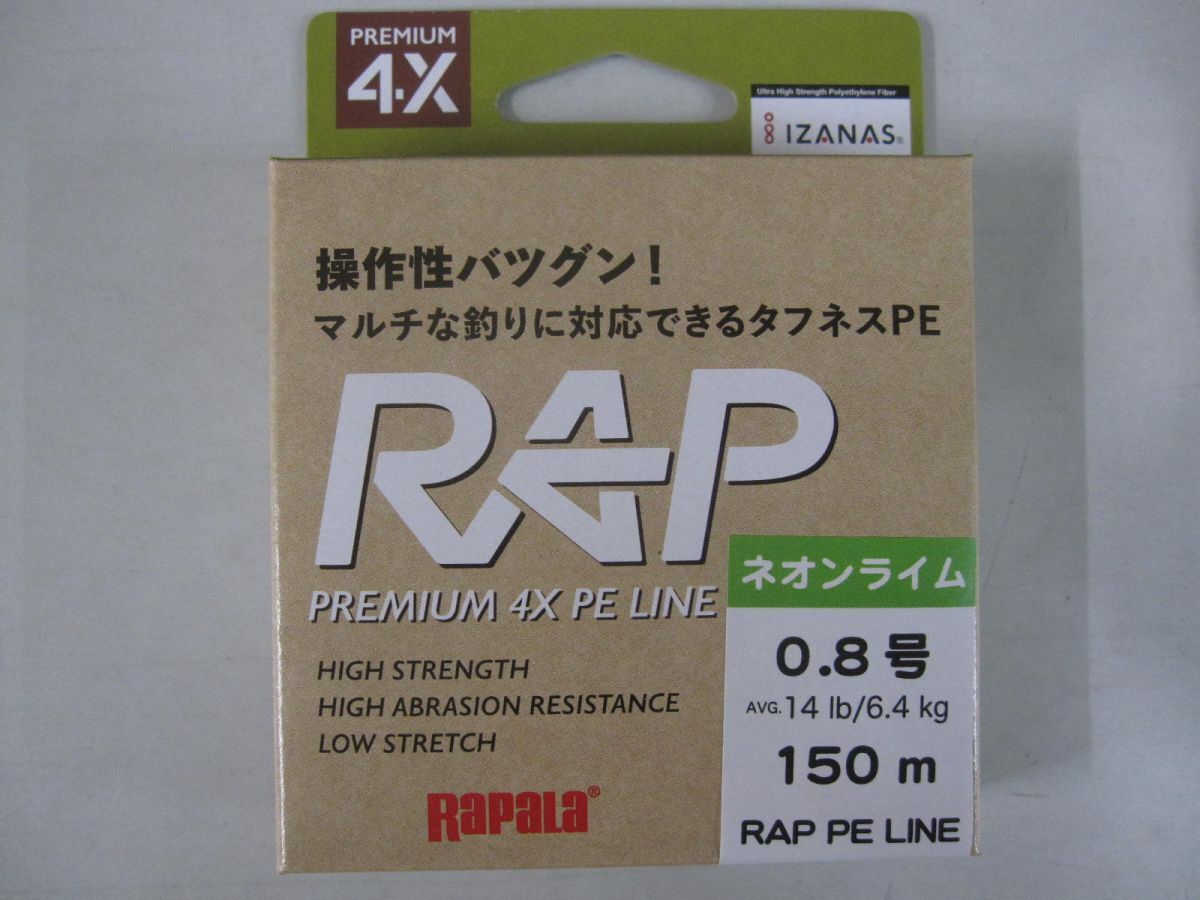 PREMIUM
4X
Ultra High Strength Polyethylene Fiber
IZANAS®
操作性バツグン!
マルチな釣りに対応できるタフネスPE
RAP
PREMIUM 4X PE LINE
HIGH STRENGTH
HIGH ABRASION RESISTANCE
LOW STRETCH
Rapala®
ネオンライム
0.8号
AVG.14 lb/6.4 kg
150 m
RAP PE LINE